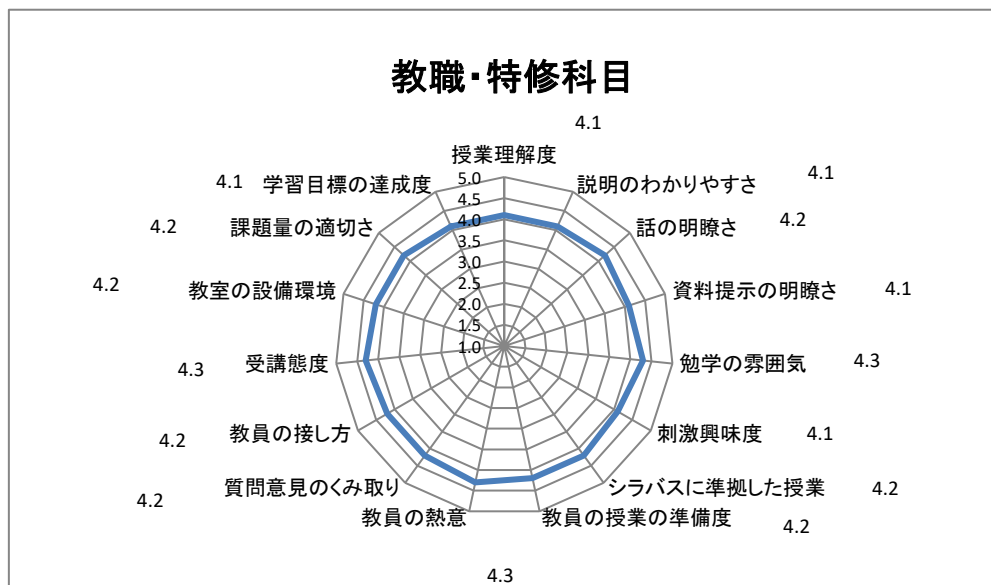 教職・特修科目
4.1
授業理解度
4.1
学習目標の達成度
5.0
説明のわかりやすさ
4.1
4.2
課題量の適切さ
4.5
話の明瞭さ
4.2
4.0
4.2
教室の設備環境
3.5
資料提示の明瞭さ
4.1
3.0
2.5
2.0
1.5
1.0
4.3
受講態度
勉学の雰囲気
4.3
4.2
教員の接し方
刺激興味度
4.1
4.2
質問意見のくみ取り
シラバスに準拠した授業
4.2
教員の熱意
教員の授業の準備度
4.2
4.3